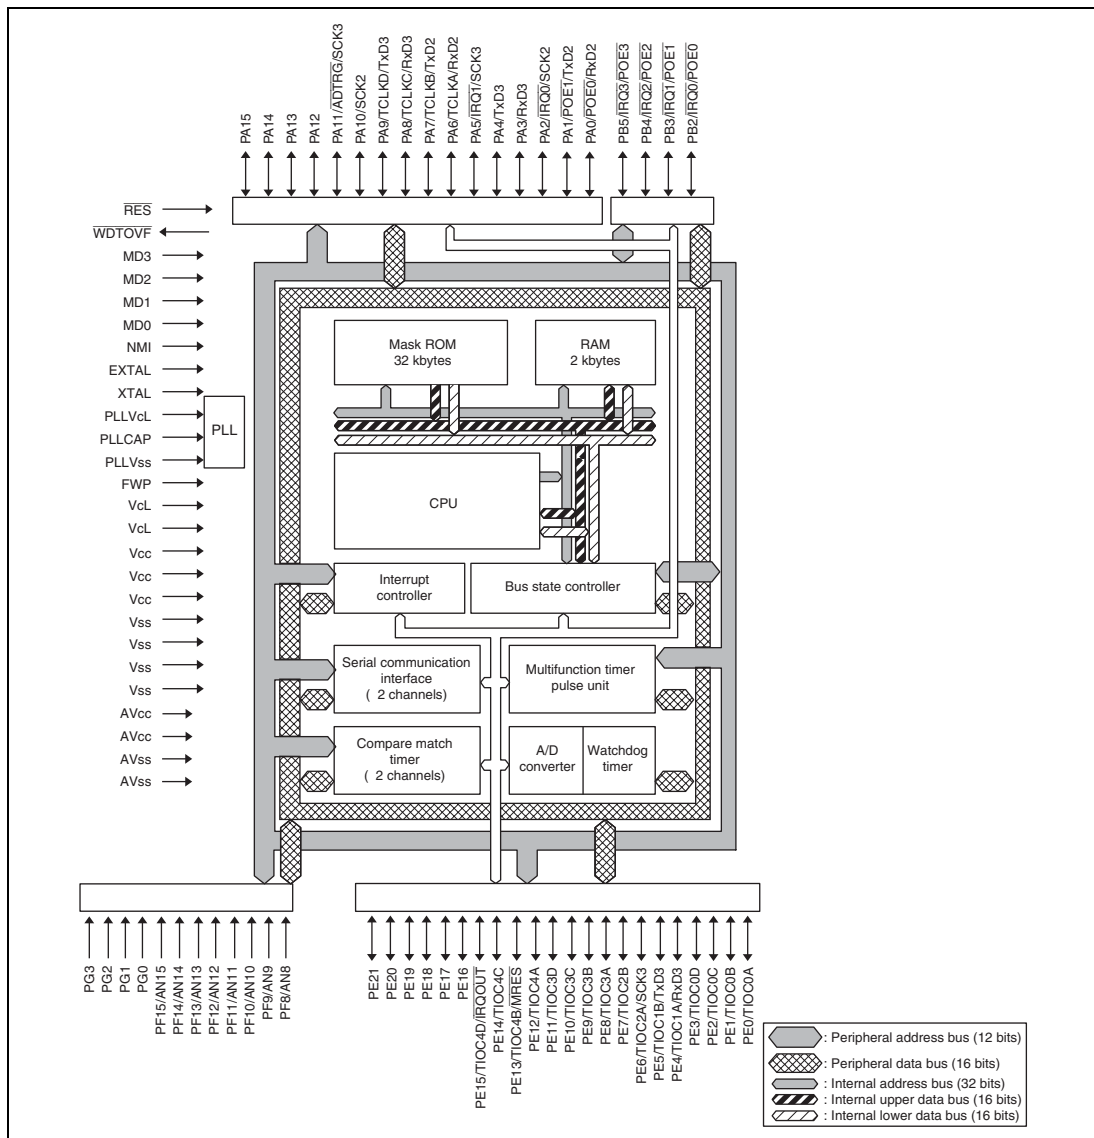 PA15
PA14
PA13
PA12
PA11/ADTRG/SCK3
PA10/SCK2
PA9/TCLKD/TxD3
PA8/TCLKC/RxD3
PA7/TCLKB/TxD2
PA6/TCLKA/RxD2
PA5/IRQ1/SCK3
PA4/TxD3
PA3/RxD3
PA2/IRQ0/SCK2
PA1/POE1/TxD2
PA0/POE0/RxD2
PB5/IRQ3/POE3
PB4/IRQ2/POE2
PB3/IRQ1/POE1
PB2/IRQ0/POE0
RES
WDTOVF
MD3
MD2
MD1
MD0
NMI
EXTAL
XTAL
PLLVcL
PLLCAP
PLLVss
FWP
VcL
VcL
Vcc
Vcc
Vcc
Vss
Vss
Vss
Vss
AVcc
AVcc
AVss
AVss
PLL
Mask ROM
32 kbytes
RAM
2 kbytes
CPU
Interrupt
controller
Bus state controller
Serial communication
interface
( 2 channels)
Multifunction timer
pulse unit
Compare match
timer
( 2 channels)
A/D
converter
Watchdog
timer
PG3
PG2
PG1
PG0
PF15/AN15
PF14/AN14
PF13/AN13
PF12/AN12
PF11/AN11
PF10/AN10
PF9/AN9
PF8/AN8
PE21
PE20
PE19
PE18
PE17
PE16
PE15/TIOC4D/IRQOUT
PE14/TIOC4C
PE13/TIOC4B/MRES
PE12/TIOC4A
PE11/TIOC3D
PE10/TIOC3C
PE9/TIOC3B
PE8/TIOC3A
PE7/TIOC2B
PE6/TIOC2A/SCK3
PE5/TIOC1B/TxD3
PE4/TIOC1A/RxD3
PE3/TIOC0D
PE2/TIOC0C
PE1/TIOC0B
PE0/TIOC0A
: Peripheral address bus (12 bits)
: Peripheral data bus (16 bits)
: Internal address bus (32 bits)
: Internal upper data bus (16 bits)
: Internal lower data bus (16 bits)